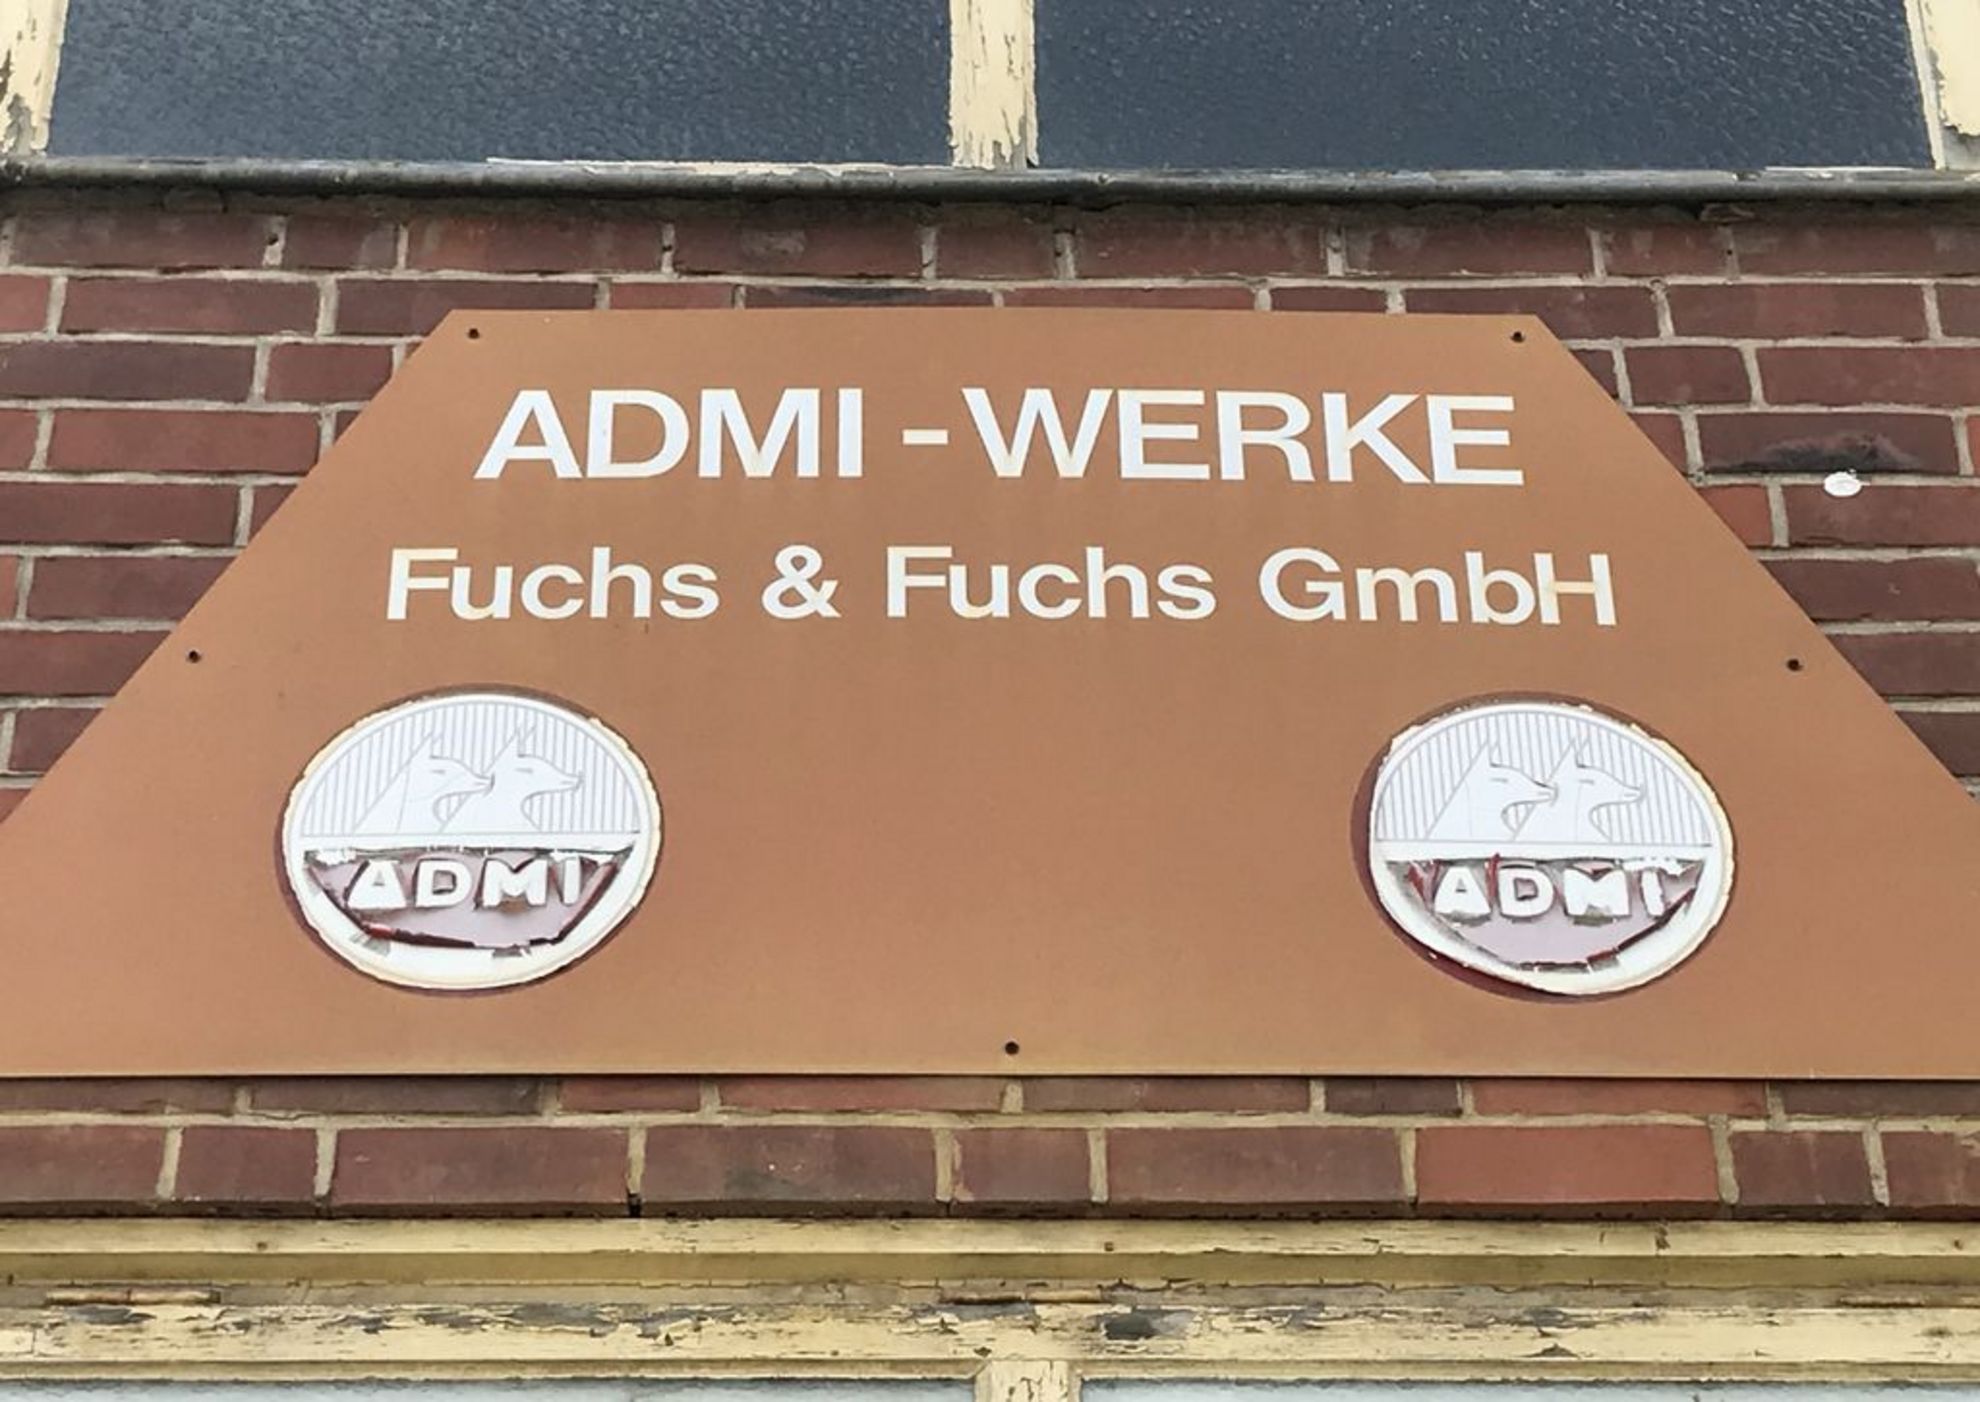 ADMI - WERKE
Fuchs & Fuchs GmbH
ADMI
ADMI